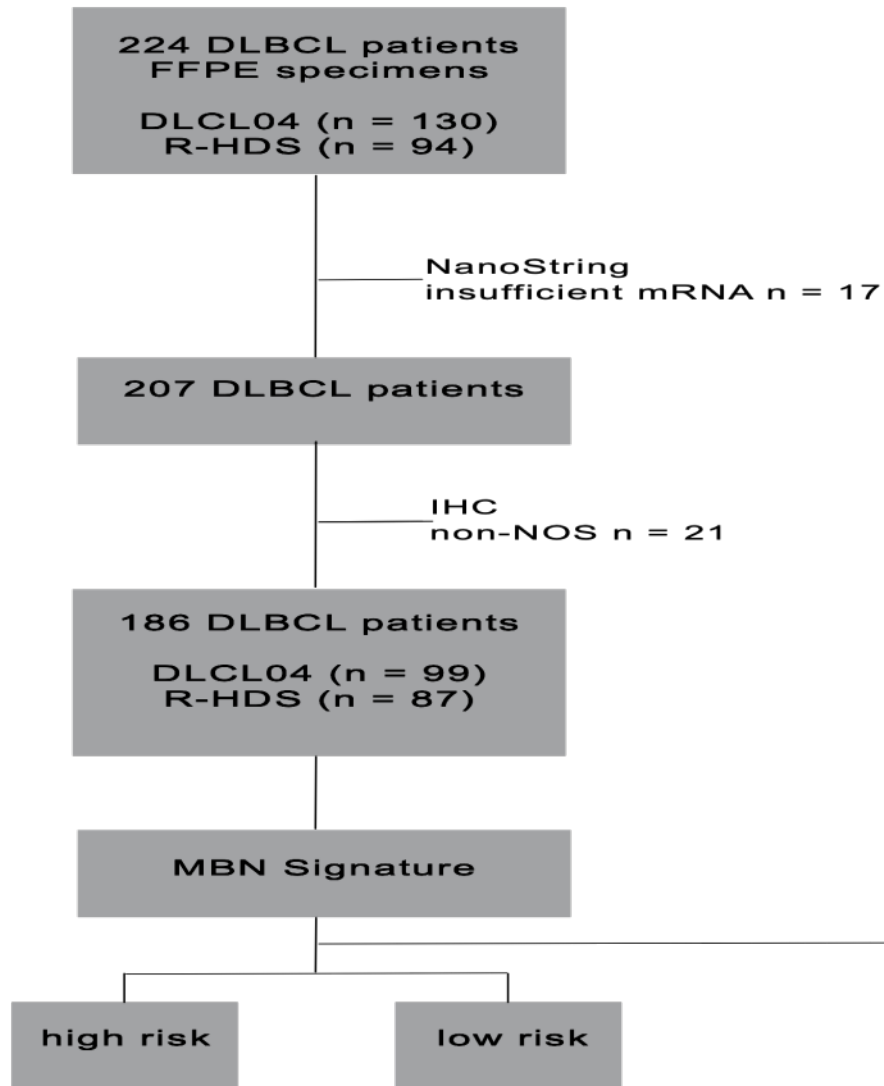 224 DLBCL patients
FFPE specimens
DLCL04 (n = 130)
R-HDS (n = 94)
NanoString
insufficient mRNA n = 17
207 DLBCL patients
IHC
non-NOS n = 21
186 DLBCL patients
DLCL04 (n = 99)
R-HDS (n = 87)
MBN Signature
high risk
low risk